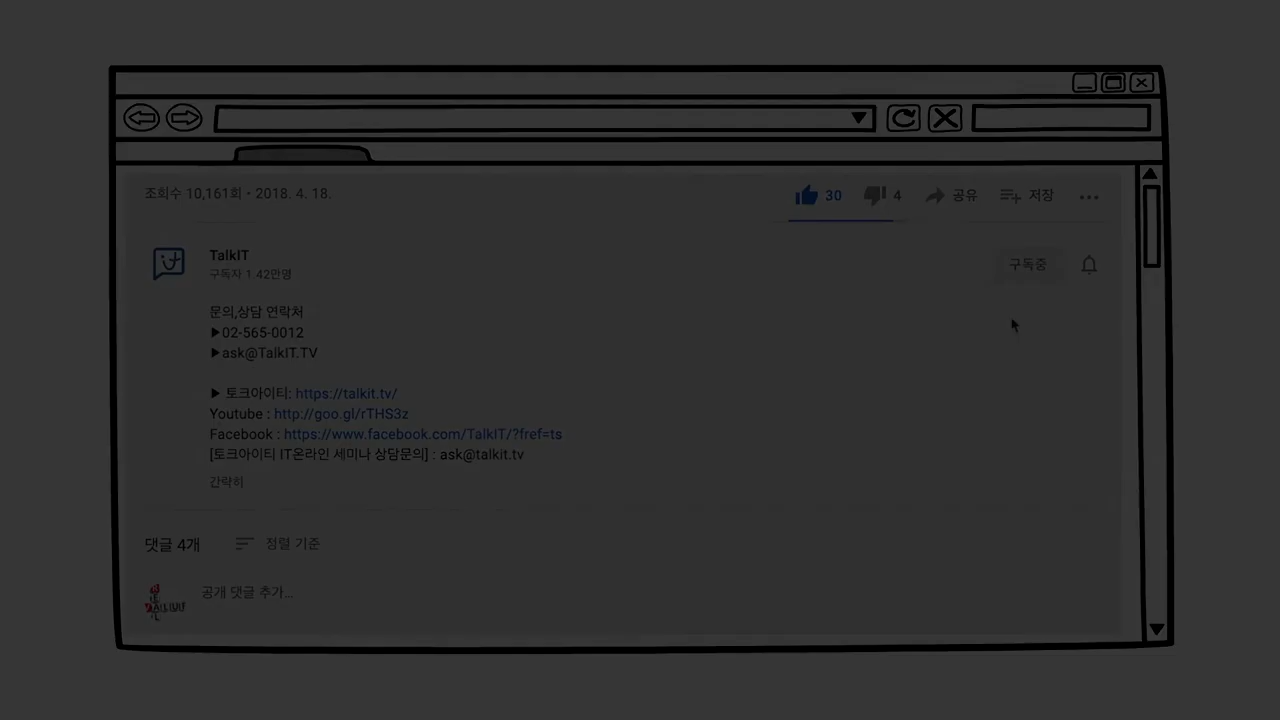 조회수 10,161회 • 2018. 4. 18.
30
4
공유
저장
TalkIT
구독자 1 42만명
구독중
문의,상담 연락처
▶02-565-0012
▶ask@TalkIT.TV
▶ 토크아이티: https://talkit.tv/
Youtube : http://goo.gl/rTHS3z
Facebook : https://www.facebook.com/TalkIT/?fref=ts
[토크아이티 IT온라인 세미나 상담문의] : ask@talkit.tv
간략히
댓글 4개
정렬 기준
공개 댓글 추가...